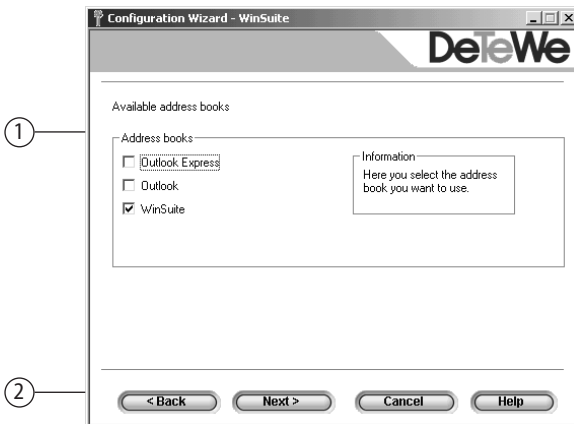 Configuration Wizard - WinSuite
DeTeWe
Available address books
1
Address books
Outlook Express
Outlook
WinSuite
Information
Here you select the address
book you want to use.
2
< Back
Next >
Cancel
Help